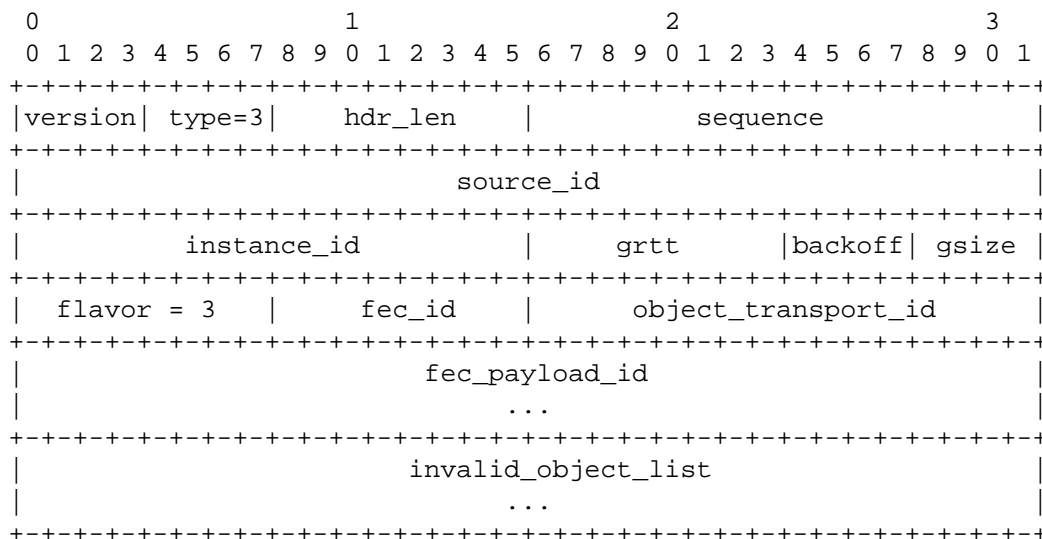 0                   1                   2                   3
 0 1 2 3 4 5 6 7 8 9 0 1 2 3 4 5 6 7 8 9 0 1 2 3 4 5 6 7 8 9 0 1
+-+-+-+-+-+-+-+-+-+-+-+-+-+-+-+-+-+-+-+-+-+-+-+-+-+-+-+-+-+-+-+-+
|version| type=3|    hdr_len    |          sequence             |
+-+-+-+-+-+-+-+-+-+-+-+-+-+-+-+-+-+-+-+-+-+-+-+-+-+-+-+-+-+-+-+-+
|                           source_id                           |
+-+-+-+-+-+-+-+-+-+-+-+-+-+-+-+-+-+-+-+-+-+-+-+-+-+-+-+-+-+-+-+-+
|          instance_id          |     grtt      |backoff| gsize |
+-+-+-+-+-+-+-+-+-+-+-+-+-+-+-+-+-+-+-+-+-+-+-+-+-+-+-+-+-+-+-+-+
|  flavor = 3   |     fec_id    |      object_transport_id      |
+-+-+-+-+-+-+-+-+-+-+-+-+-+-+-+-+-+-+-+-+-+-+-+-+-+-+-+-+-+-+-+-+
|                         fec_payload_id                        |
|                              ...                              |
+-+-+-+-+-+-+-+-+-+-+-+-+-+-+-+-+-+-+-+-+-+-+-+-+-+-+-+-+-+-+-+-+
|                        invalid_object_list                    |
|                              ...                              |
+-+-+-+-+-+-+-+-+-+-+-+-+-+-+-+-+-+-+-+-+-+-+-+-+-+-+-+-+-+-+-+-+